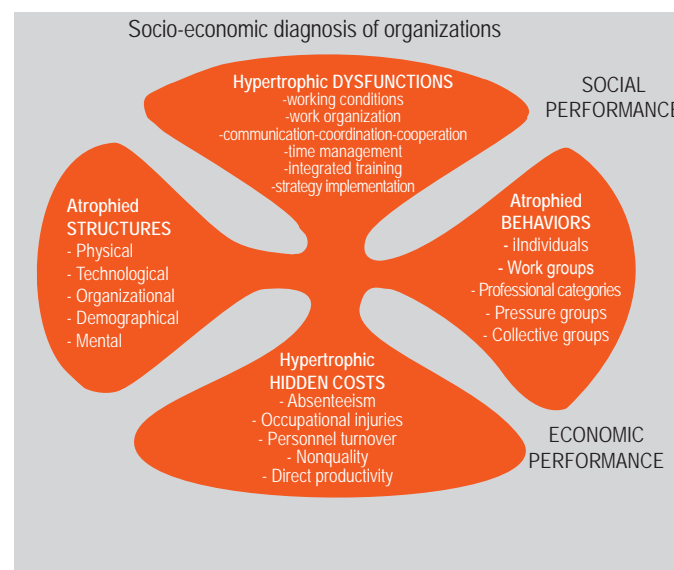 Socio-economic diagnosis of organizations
Hypertrophic DYSFUNCTIONS
-working conditions
-work organization
-communication-coordination-cooperation
-time management
-integrated training
-strategy implementation
SOCIAL
PERFORMANCE
Atrophied
STRUCTURES
- Physical
- Technological
- Organizational
- Demographical
- Mental
Atrophied
BEHAVIORS
- iIndividuals
- Work groups
- Professional categories
- Pressure groups
- Collective groups
Hypertrophic
HIDDEN COSTS
- Absenteeism
- Occupational injuries
- Personnel turnover
- Nonquality
- Direct productivity
ECONOMIC
PERFORMANCE